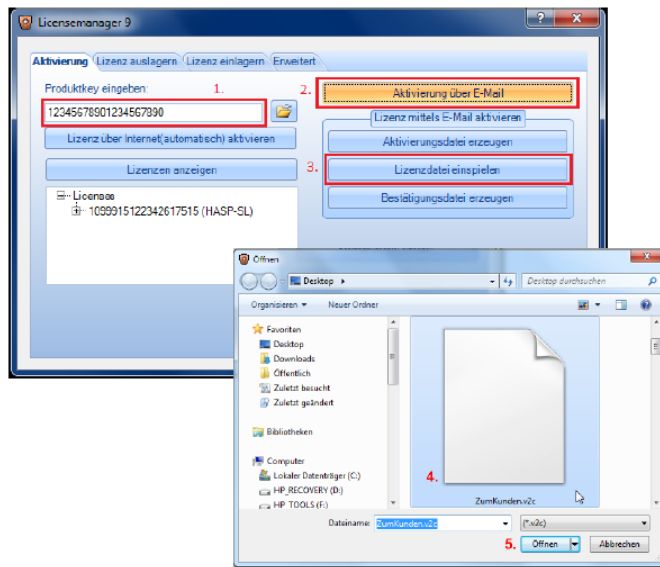 Licensemanager 9
Aktivierung Lizenz auslagern Lizenz einlagern Erweitert
Produktkey eingeben:
1.
12345678901234567890
Lizenz über Internet(automatisch) aktivieren
Lizenzen anzeigen
Licenses
1099915122342617515 (HASP-SL)
2.
Aktivierung über E-Mail
Lizenz mittels E-Mail aktivieren
Aktivierungsdatei erzeugen
3.
Lizenzdatei einspielen
Bestätigungsdatei erzeugen
Öffnen
Desktop
Desktop durchsuchen
Organisieren
Neuer Ordner
Favoriten
Desktop
Downloads
Öffentlich
Zuletzt besucht
Zuletzt geändert
Bibliotheken
Computer
Lokaler Datenträger (C:)
HP_RECOVERY (D:)
HP_TOOLS (F:)
4.
ZumKunden.v2c
Dateiname: ZumKunden.v2c
(*.v2c)
5.
Öffnen
Abbrechen